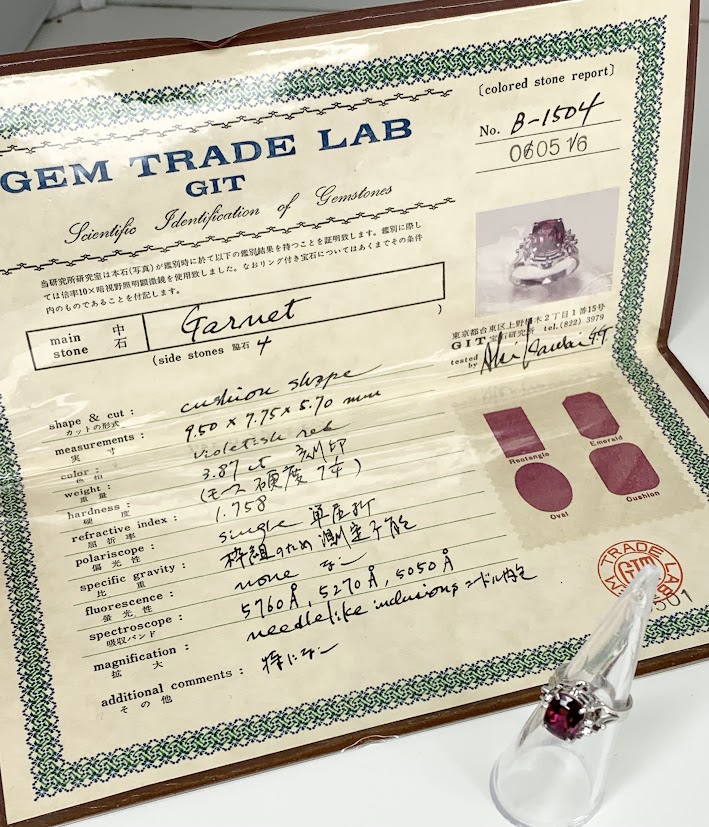 [colored stone report]
GEM TRADE LAB
GIT
Scientific Identification of Gemstones
No. B-1504
060516
当研究所研究室は本石(写真)が鑑別時に於て以下の鑑別結果を持つことを証明致します。鑑別に際し
ては倍率10×暗視野照明顕微鏡を使用致しました。なおリング付き宝石についてはあくまでその条件
内のものであることを付記します。
main stone 中石 Garnet
(side stones 脇石 4 )
東京都台東区上野桜木2丁目1番15号
GIT 宝石研究所 tel.(822) 3979
tested by
shape & cut : cushion shape
カットの形式
measurements : 9.50 × 7.75 × 5.70 mm
実寸
color : violetish red
色相
weight : 3.87 ct 刻印
重量
hardness : (モース硬度 7半)
硬度
refractive index : 1.758
屈折率
polariscope : single 単屈折
偏光性
specific gravity : 枠組のため測定不能
比重
fluorescence : none なし
螢光性
spectroscope : 5760Å, 5270Å, 5050Å
吸収バンド
magnification : needlelike inclusions ニードル内包
拡大
additional comments : 特になし
その他
Rectangle
Emerald
Oval
Cushion
GEM TRADE LAB